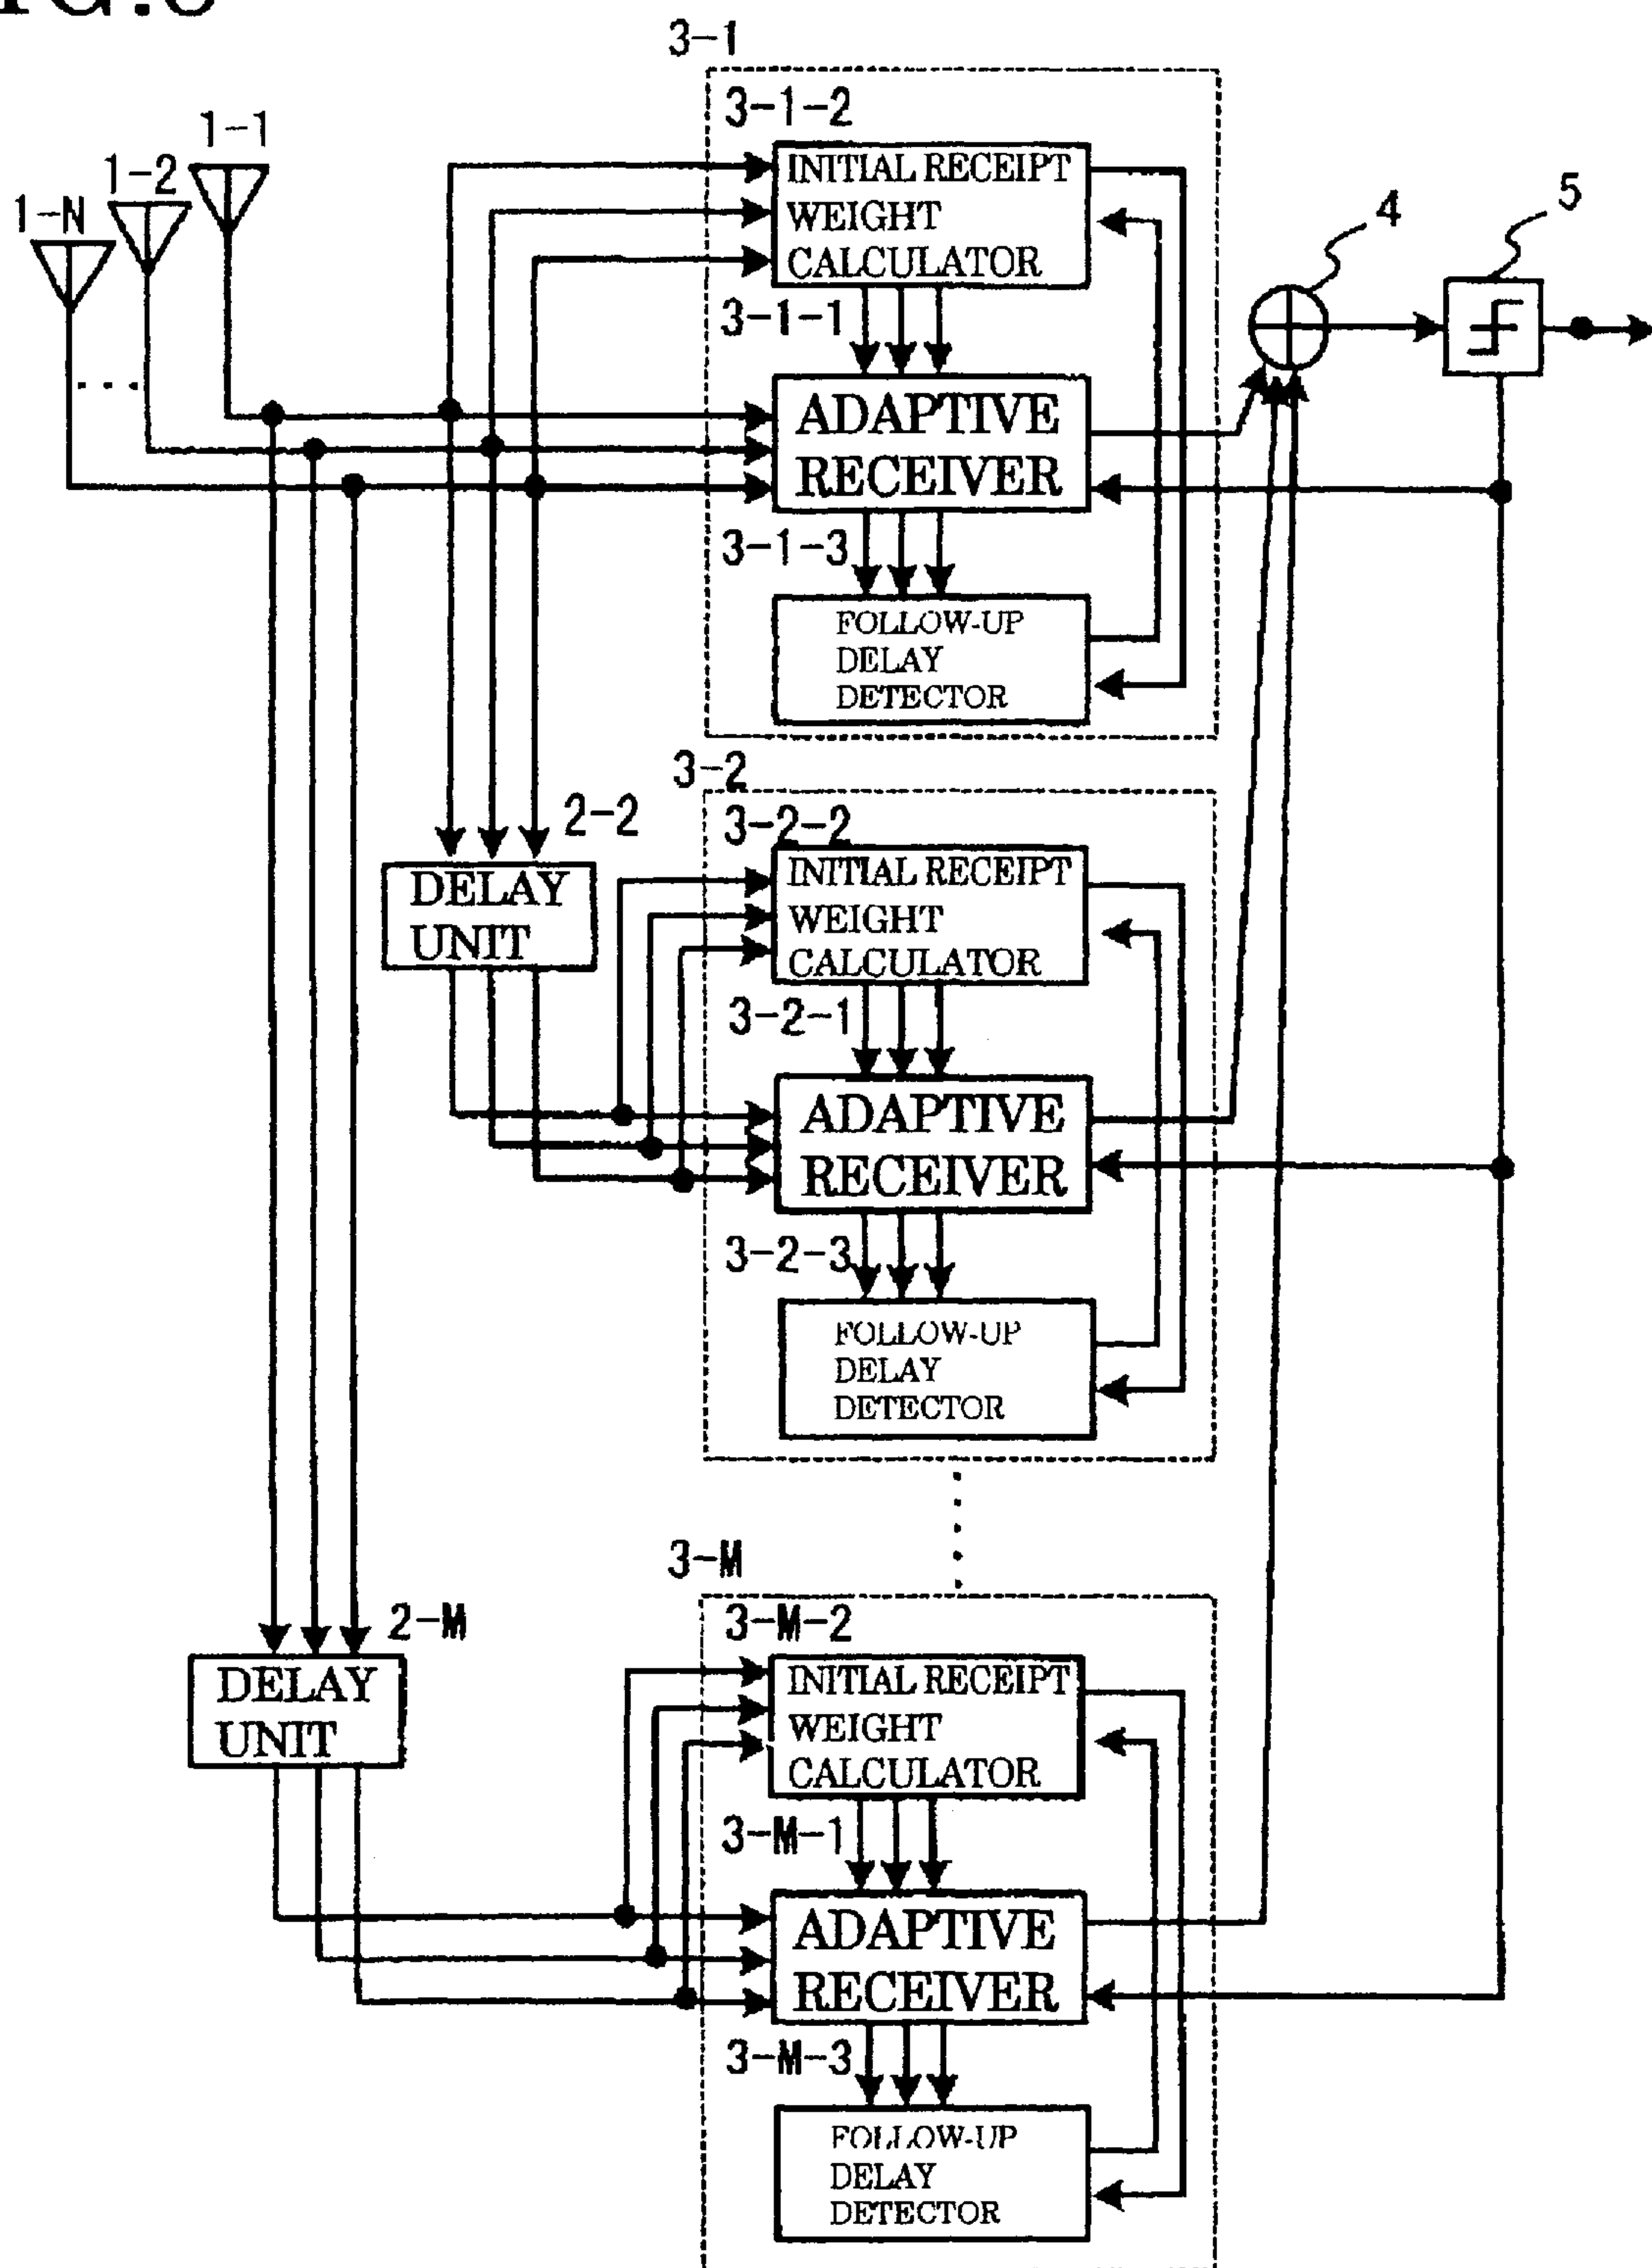 3-1
3-1-2
1-1
1-2
1-N
INITIAL RECEIPT
WEIGHT
CALCULATOR
4
5
3-1-1
ADAPTIVE
RECEIVER
3-1-3
FOLLOW-UP
DELAY
DETECTOR
3-2
2-2
3-2-2
DELAY
UNIT
INITIAL RECEIPT
WEIGHT
CALCULATOR
3-2-1
ADAPTIVE
RECEIVER
3-2-3
FOLLOW-UP
DELAY
DETECTOR
3-M
2-M
3-M-2
DELAY
UNIT
INITIAL RECEIPT
WEIGHT
CALCULATOR
3-M-1
ADAPTIVE
RECEIVER
3-M-3
FOLLOW-UP
DELAY
DETECTOR